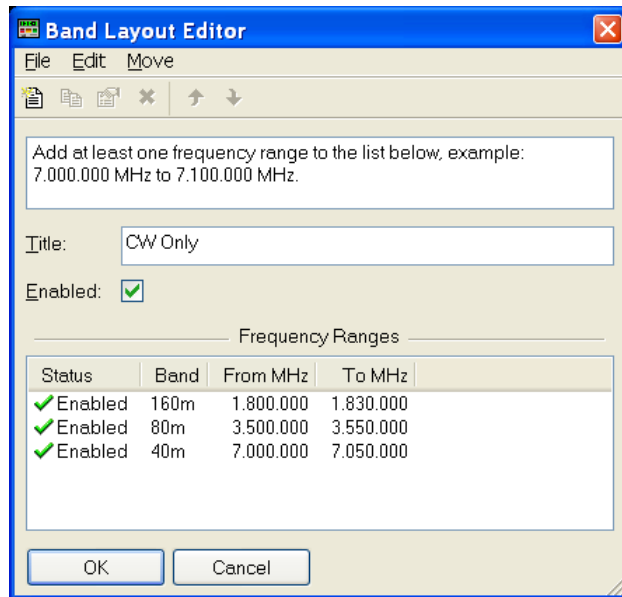 Band Layout Editor
File Edit Move
Add at least one frequency range to the list below, example:
7.000.000 MHz to 7.100.000 MHz.
Title: CW Only
Enabled:
Frequency Ranges
Status Band From MHz To MHz
Enabled 160m 1.800.000 1.830.000
Enabled 80m 3.500.000 3.550.000
Enabled 40m 7.000.000 7.050.000
OK Cancel